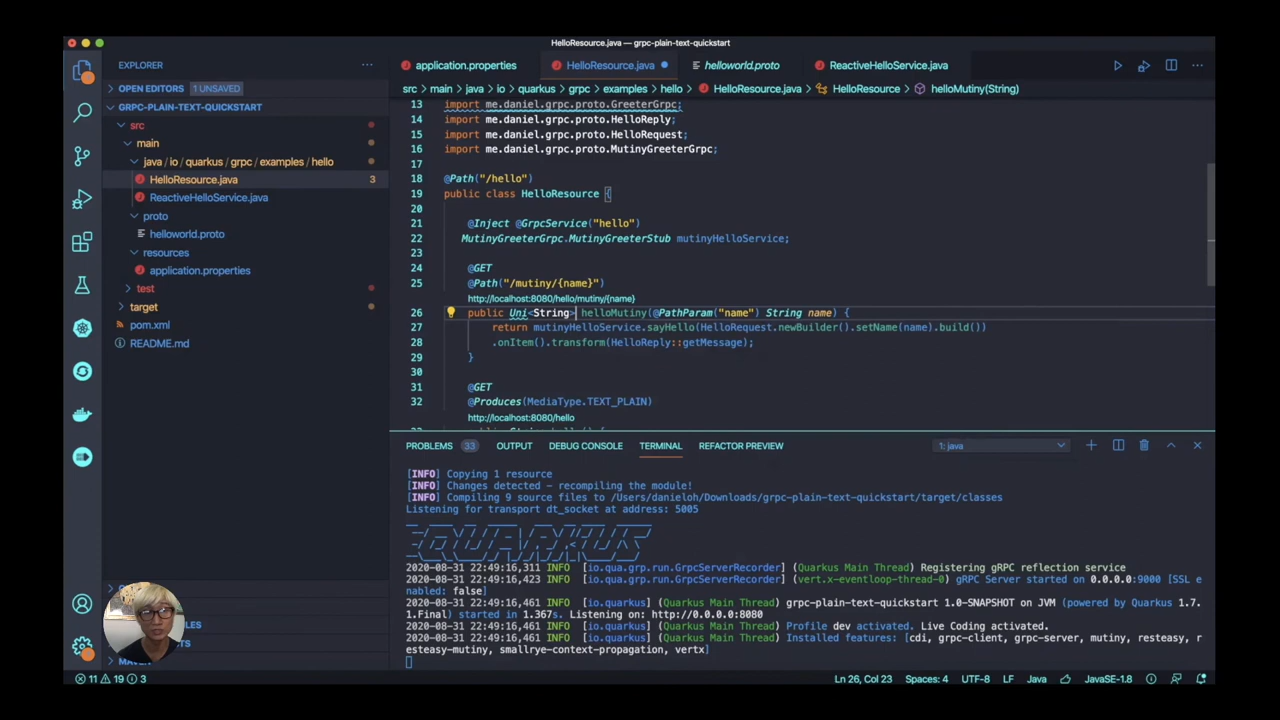 HelloResource.java — grpc-plain-text-quickstart
EXPLORER
OPEN EDITORS 1 UNSAVED
GRPC-PLAIN-TEXT-QUICKSTART
src
main
java / io / quarkus / grpc / examples / hello
HelloResource.java 3
ReactiveHelloService.java
proto
helloworld.proto
resources
application.properties
test
target
pom.xml
README.md
application.properties HelloResource.java helloworld.proto ReactiveHelloService.java
src > main > java > io > quarkus > grpc > examples > hello > HelloResource.java > HelloResource > helloMutiny(String)
13 import me.daniel.grpc.proto.GreeterGrpc;
14 import me.daniel.grpc.proto.HelloReply;
15 import me.daniel.grpc.proto.HelloRequest;
16 import me.daniel.grpc.proto.MutinyGreeterGrpc;
17
18 @Path("/hello")
19 public class HelloResource {
20
21 @Inject @GrpcService("hello")
22 MutinyGreeterGrpc.MutinyGreeterStub mutinyHelloService;
23
24 @GET
25 @Path("/mutiny/{name}")
http://localhost:8080/hello/mutiny/{name}
26 public Uni<String> helloMutiny(@PathParam("name") String name) {
27 return mutinyHelloService.sayHello(HelloRequest.newBuilder().setName(name).build())
28 .onItem().transform(HelloReply::getMessage);
29 }
30
31 @GET
32 @Produces(MediaType.TEXT_PLAIN)
http://localhost:8080/hello
PROBLEMS 33 OUTPUT DEBUG CONSOLE TERMINAL REFACTOR PREVIEW 1: java
[INFO] Copying 1 resource
[INFO] Changes detected - recompiling the module!
[INFO] Compiling 9 source files to /Users/danieloh/Downloads/grpc-plain-text-quickstart/target/classes
Listening for transport dt_socket at address: 5005
QUARKUS
2020-08-31 22:49:16,311 INFO [io.qua.grp.run.GrpcServerRecorder] (Quarkus Main Thread) Registering gRPC reflection service
2020-08-31 22:49:16,423 INFO [io.qua.grp.run.GrpcServerRecorder] (vert.x-eventloop-thread-0) gRPC Server started on 0.0.0.0:9000 [SSL e
nabled: false]
2020-08-31 22:49:16,461 INFO [io.quarkus] (Quarkus Main Thread) grpc-plain-text-quickstart 1.0-SNAPSHOT on JVM (powered by Quarkus 1.7.
1.Final) started in 1.367s. Listening on: http://0.0.0.0:8080
2020-08-31 22:49:16,461 INFO [io.quarkus] (Quarkus Main Thread) Profile dev activated. Live Coding activated.
2020-08-31 22:49:16,461 INFO [io.quarkus] (Quarkus Main Thread) Installed features: [cdi, grpc-client, grpc-server, mutiny, resteasy, r
esteasy-mutiny, smallrye-context-propagation, vertx]
11 19 3 Ln 26, Col 23 Spaces: 4 UTF-8 LF Java JavaSE-1.8